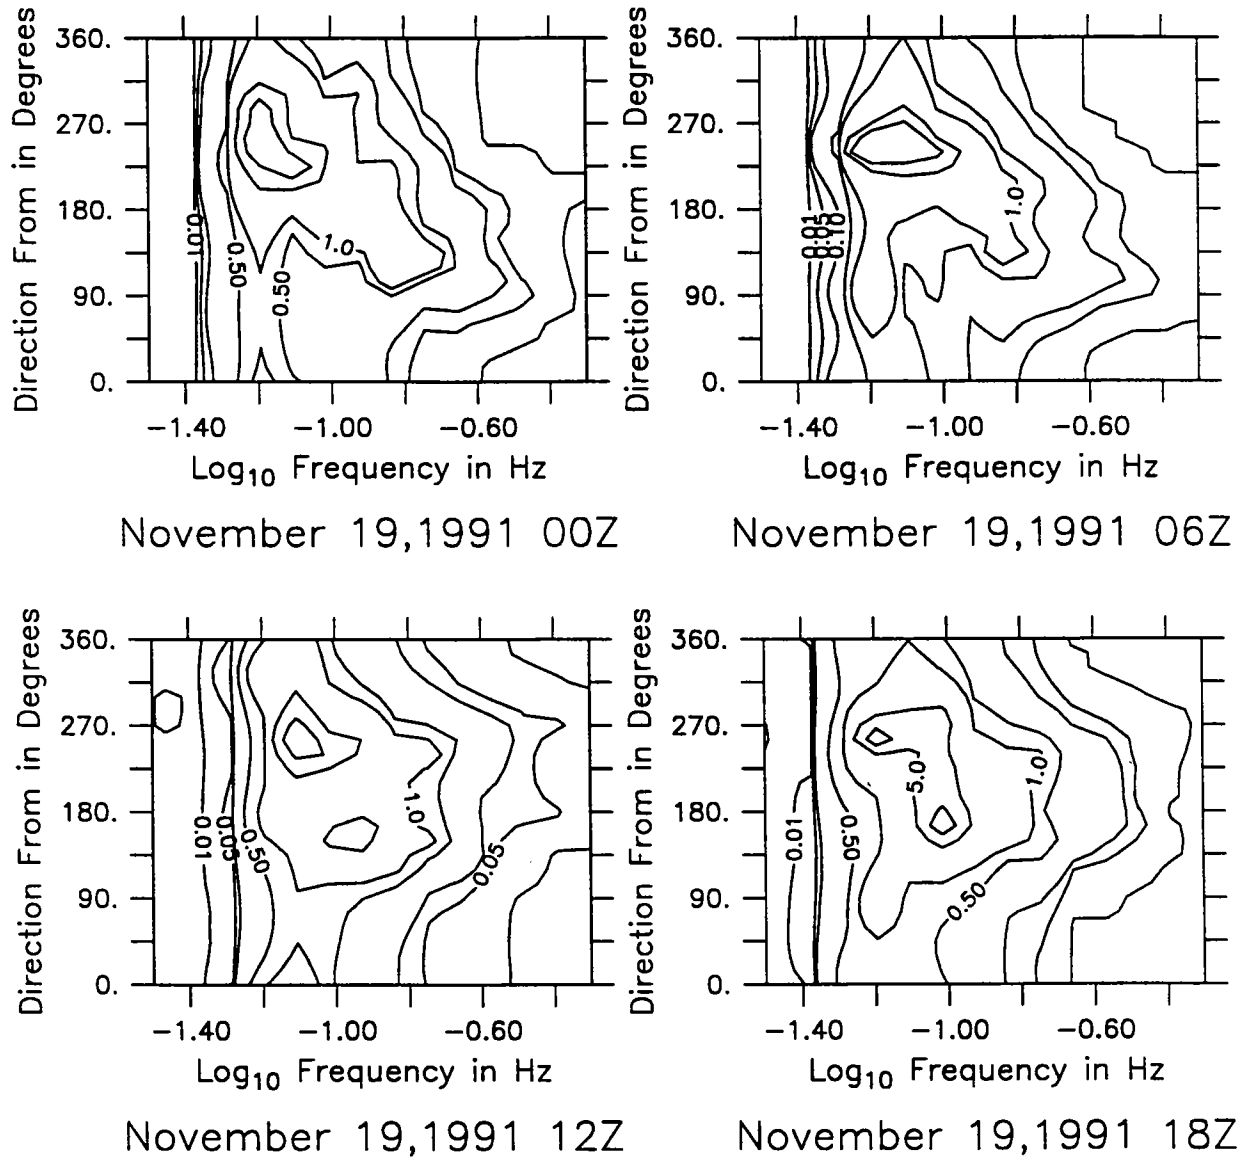 Direction From in Degrees
360.
270.
180.
90.
0.
0.01
0.50
0.50
1.0
−1.40 −1.00 −0.60
Log10 Frequency in Hz
November 19,1991 00Z
Direction From in Degrees
360.
270.
180.
90.
0.
0.01
0.05
0.10
1.0
−1.40 −1.00 −0.60
Log10 Frequency in Hz
November 19,1991 06Z
Direction From in Degrees
360.
270.
180.
90.
0.
0.01
0.05
0.50
1.0
0.05
−1.40 −1.00 −0.60
Log10 Frequency in Hz
November 19,1991 12Z
Direction From in Degrees
360.
270.
180.
90.
0.
0.01
0.50
5.0
1.0
0.50
−1.40 −1.00 −0.60
Log10 Frequency in Hz
November 19,1991 18Z